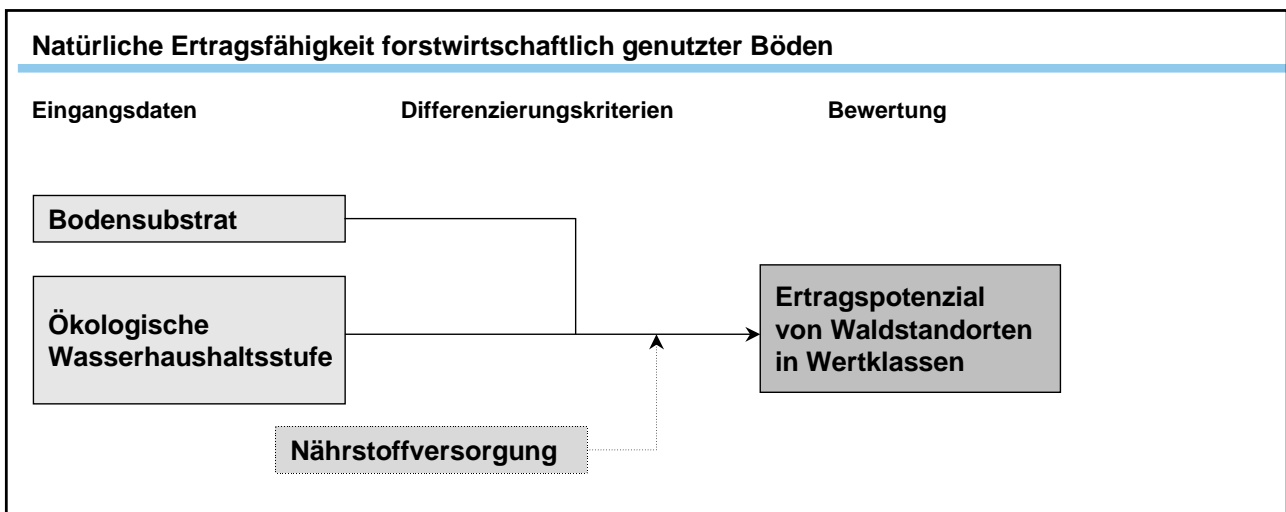 Natürliche Ertragsfähigkeit forstwirtschaftlich genutzter Böden
Eingangsdaten
Differenzierungskriterien
Bewertung
Bodensubstrat
Ökologische
Wasserhaushaltsstufe
Ertragspotenzial
von Waldstandorten
in Wertklassen
Nährstoffversorgung